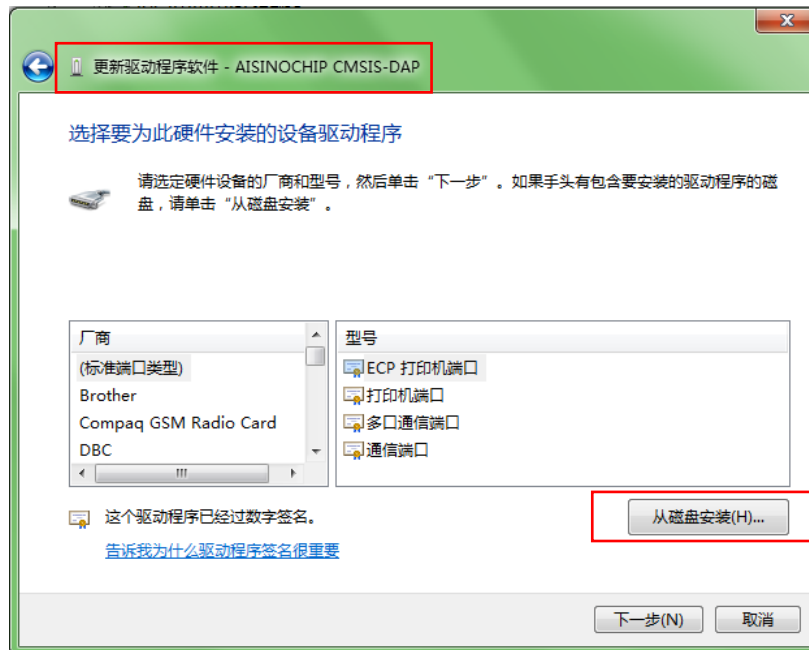 更新驱动程序软件 - AISINOCHIP CMSIS-DAP
选择要为此硬件安装的设备驱动程序
请选定硬件设备的厂商和型号，然后单击“下一步”。如果手头有包含要安装的驱动程序的磁
盘，请单击“从磁盘安装”。
厂商
(标准端口类型)
Brother
Compaq GSM Radio Card
DBC
型号
ECP 打印机端口
打印机端口
多口通信端口
通信端口
这个驱动程序已经过数字签名。
告诉我为什么驱动程序签名很重要
从磁盘安装(H)...
下一步(N)
取消